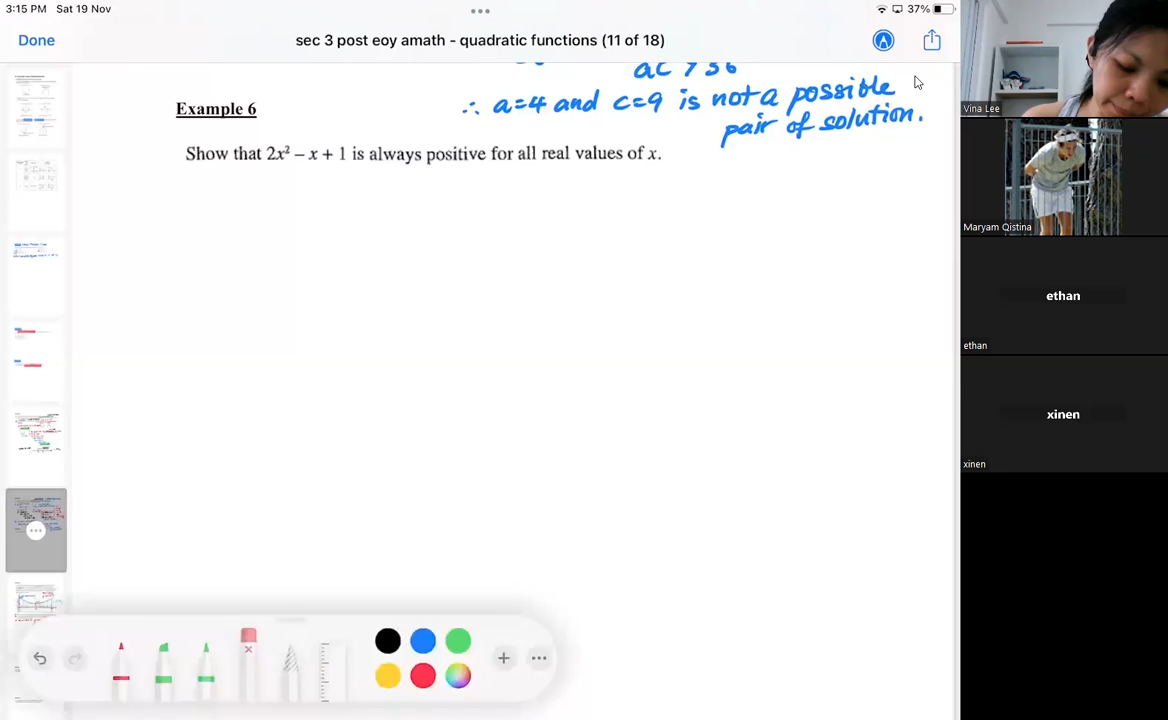 3:15 PM Sat 19 Nov
37%
Done
sec 3 post eoy amath - quadratic functions (11 of 18)
ac > 36
Example 6
∴ a=4 and c=9 is not a possible
pair of solution.
Show that 2x² – x + 1 is always positive for all real values of x.
Vina Lee
Maryam Qistina
ethan
ethan
xinen
xinen